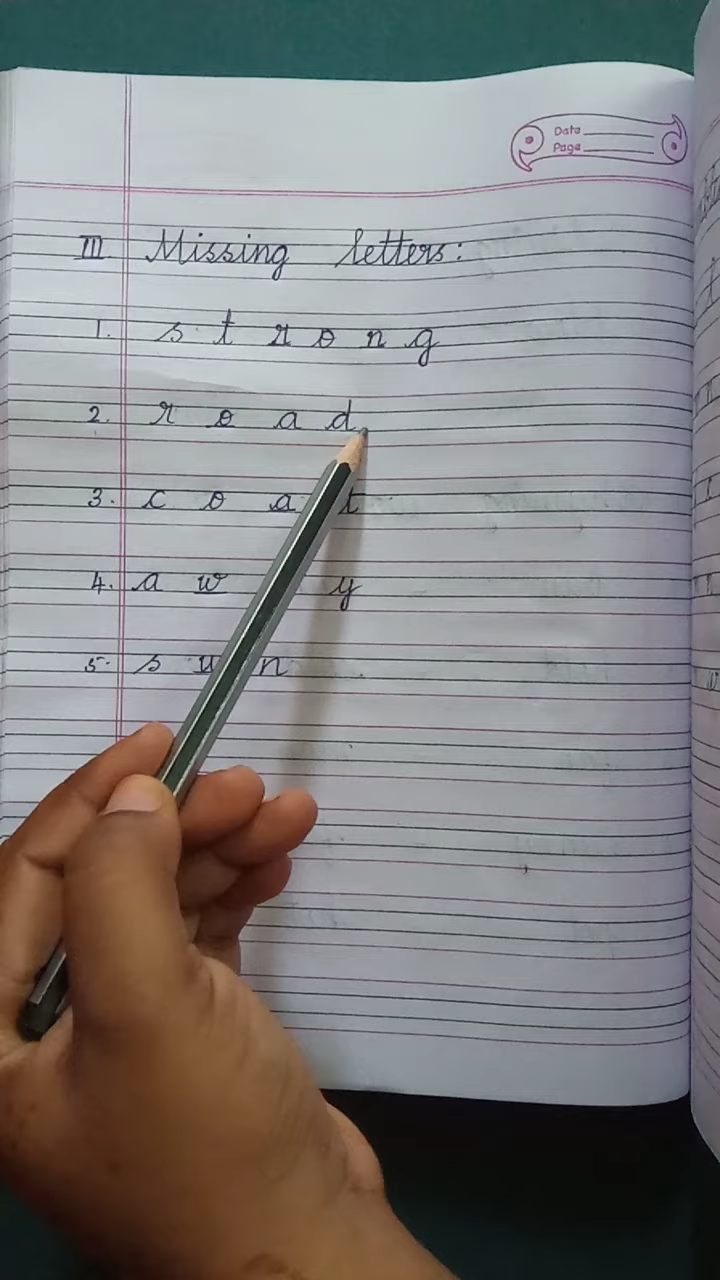 Date
Page
III Missing letters:
1. s t r o n g
2. r o a d
3. c o a t
4. a w y
5. s u n